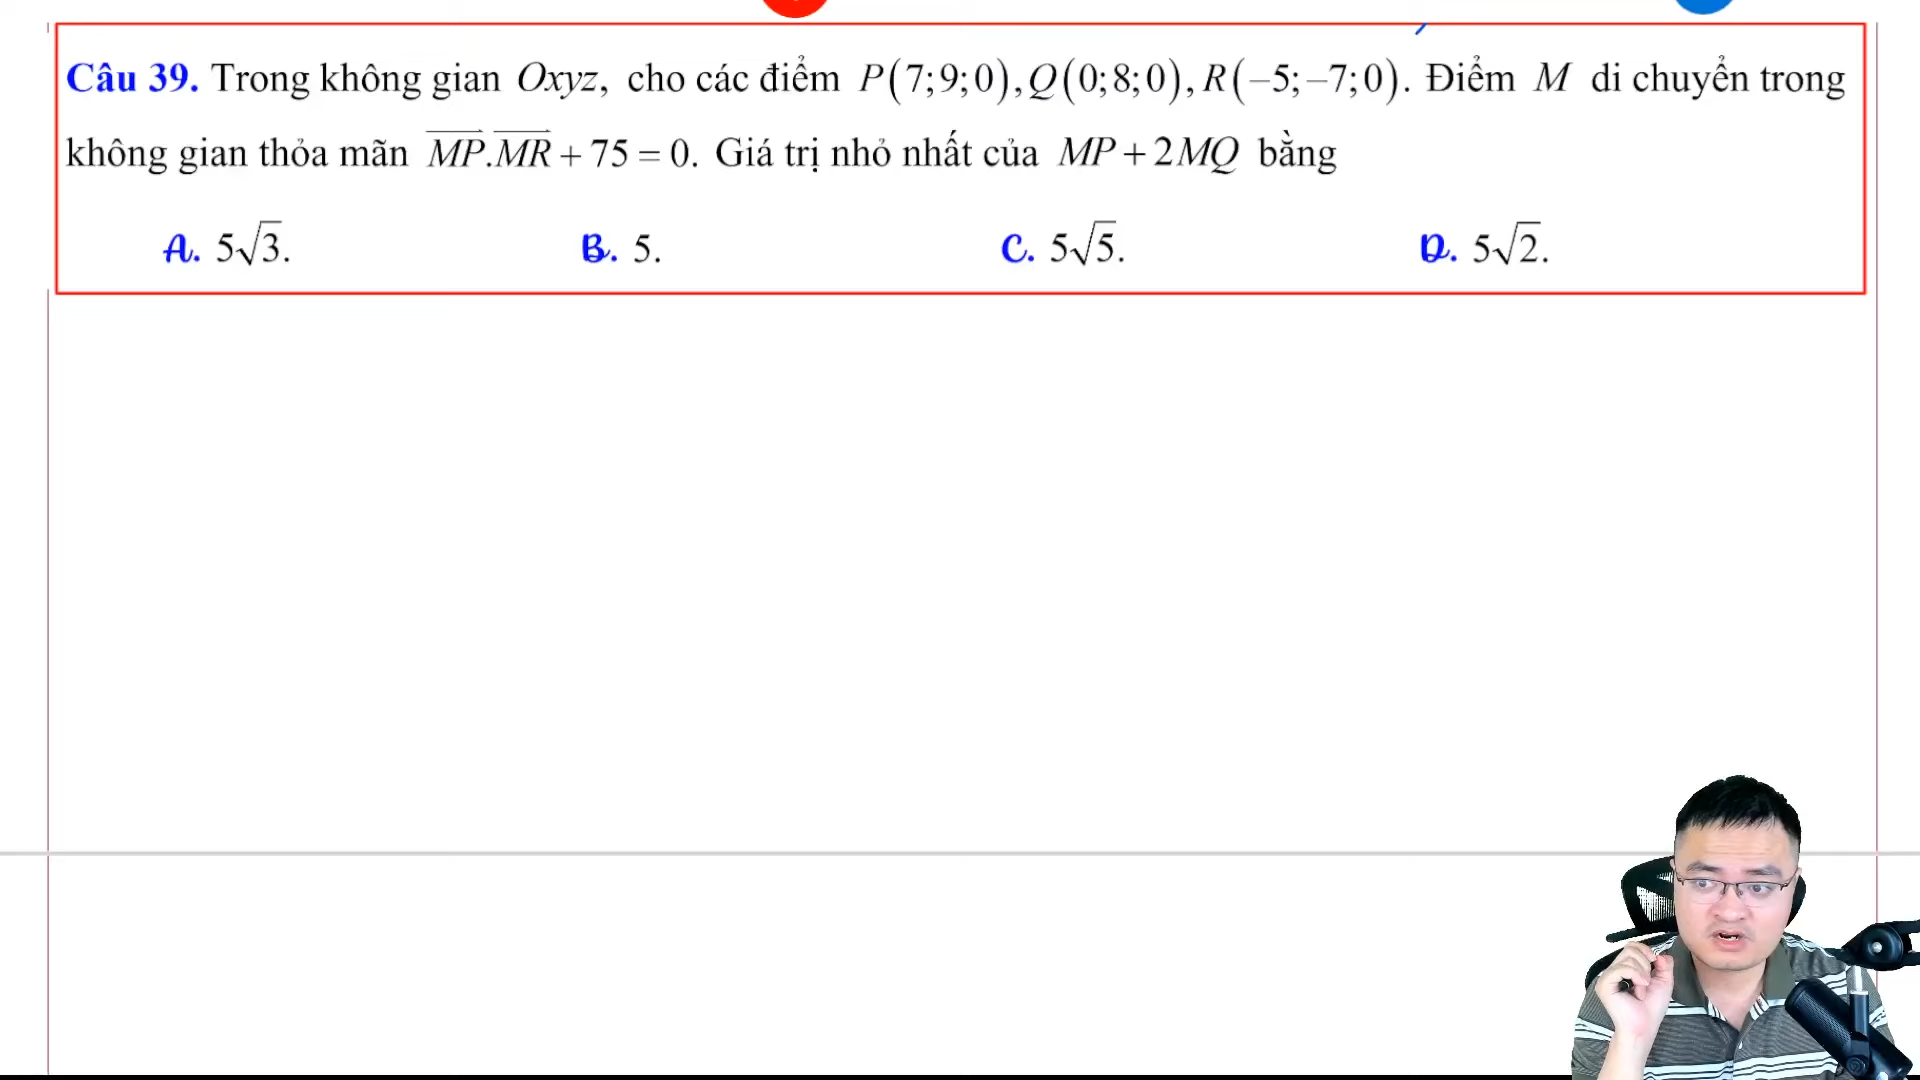 Câu 39. Trong không gian Oxyz, cho các điểm P(7;9;0),Q(0;8;0),R(−5;−7;0). Điểm M di chuyển trong
không gian thỏa mãn \overrightarrow{MP}.\overrightarrow{MR} + 75 = 0. Giá trị nhỏ nhất của MP + 2MQ bằng
A. 5√3. B. 5. C. 5√5. D. 5√2.